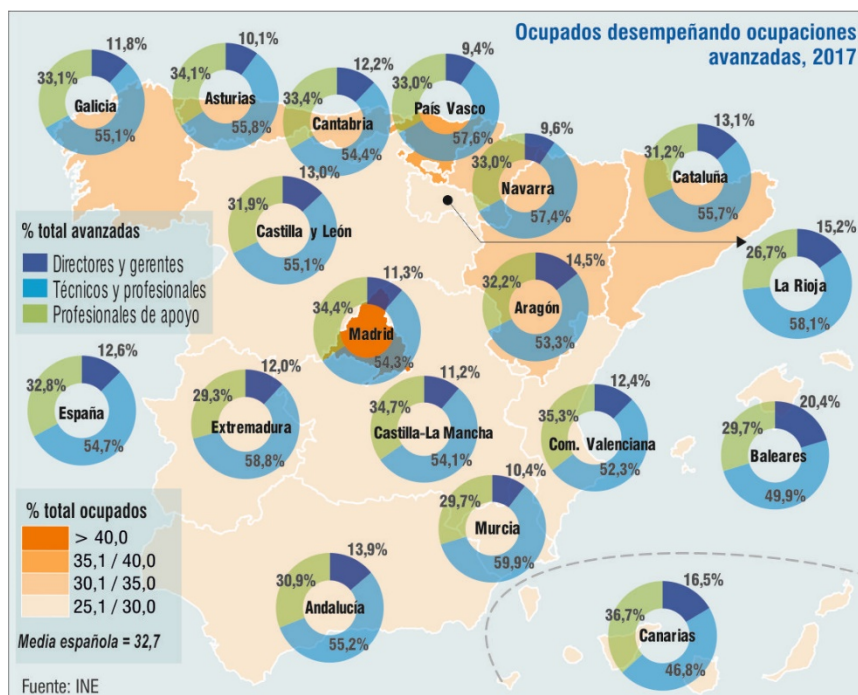 Ocupados desempeñando ocupaciones
avanzadas, 2017
11,8%
33,1%
Galicia
55,1%
10,1%
34,1%
Asturias
55,8%
12,2%
33,4%
Cantabria
54,4%
9,4%
33,0%
País Vasco
57,6%
9,6%
33,0%
Navarra
57,4%
13,1%
31,2%
Cataluña
55,7%
13,0%
31,9%
Castilla y León
55,1%
15,2%
26,7%
La Rioja
58,1%
% total avanzadas
Directores y gerentes
Técnicos y profesionales
Profesionales de apoyo
11,3%
34,4%
Madrid
54,3%
14,5%
32,2%
Aragón
53,3%
12,6%
32,8%
España
54,7%
12,0%
29,3%
Extremadura
58,8%
11,2%
34,7%
Castilla-La Mancha
54,1%
12,4%
35,3%
Com. Valenciana
52,3%
20,4%
29,7%
Baleares
49,9%
10,4%
29,7%
Murcia
59,9%
13,9%
30,9%
Andalucía
55,2%
16,5%
36,7%
Canarias
46,8%
% total ocupados
> 40,0
35,1 / 40,0
30,1 / 35,0
25,1 / 30,0
Media española = 32,7
Fuente: INE